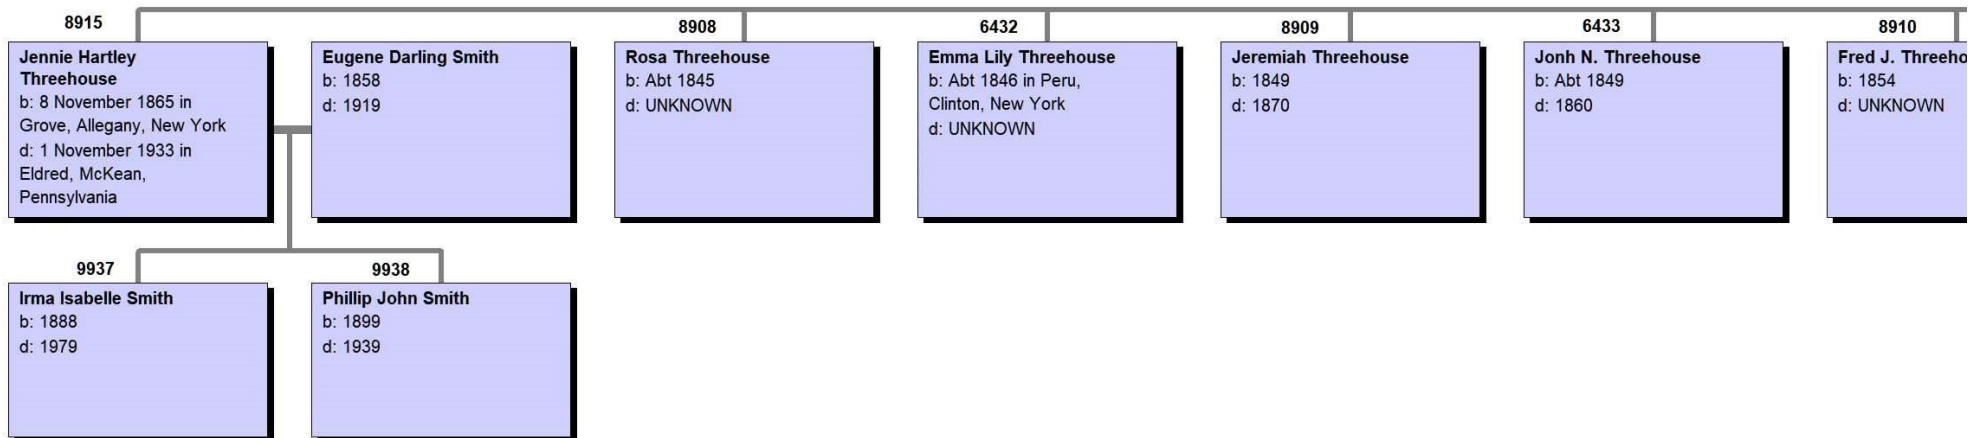 8915
Jennie Hartley
Threehouse
b: 8 November 1865 in
Grove, Allegany, New York
d: 1 November 1933 in
Eldred, McKean,
Pennsylvania
Eugene Darling Smith
b: 1858
d: 1919
8908
Rosa Threehouse
b: Abt 1845
d: UNKNOWN
6432
Emma Lily Threehouse
b: Abt 1846 in Peru,
Clinton, New York
d: UNKNOWN
8909
Jeremiah Threehouse
b: 1849
d: 1870
6433
Jonh N. Threehouse
b: Abt 1849
d: 1860
8910
Fred J. Threeho
b: 1854
d: UNKNOWN
9937
Irma Isabelle Smith
b: 1888
d: 1979
9938
Phillip John Smith
b: 1899
d: 1939